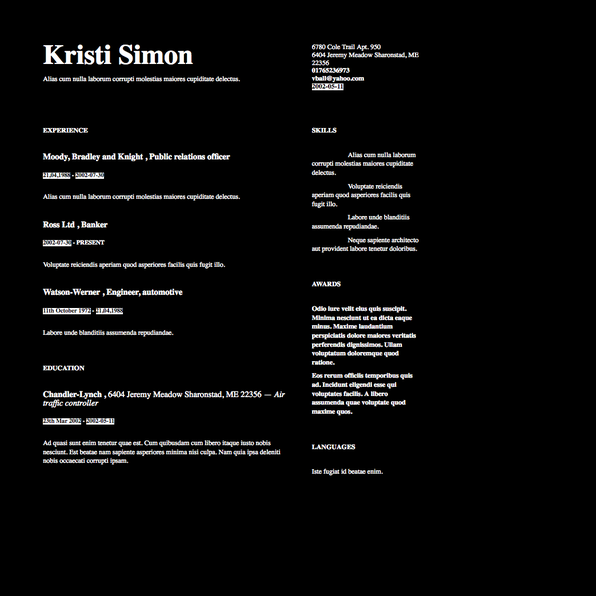 Kristi Simon
Alias cum nulla laborum corrupti molestias maiores cupiditate delectus.
6780 Cole Trail Apt. 950
6404 Jeremy Meadow Sharonstad, ME
22356
01765236973
vball@yahoo.com
2002-05-11
EXPERIENCE
Moody, Bradley and Knight , Public relations officer
21.04.1988 - 2002-07-30
Alias cum nulla laborum corrupti molestias maiores cupiditate delectus.
Ross Ltd , Banker
2002-07-30 - PRESENT
Voluptate reiciendis aperiam quod asperiores facilis quis fugit illo.
Watson-Werner , Engineer, automotive
11th October 1972 - 21.04.1988
Labore unde blanditiis assumenda repudiandae.
EDUCATION
Chandler-Lynch , 6404 Jeremy Meadow Sharonstad, ME 22356 — Air
traffic controller
23th Mar 2002 - 2002-05-11
Ad quasi sunt enim tenetur quae est. Cum quibusdam cum libero itaque iusto nobis
nesciunt. Est beatae nam sapiente asperiores minima nisi culpa. Nam quia ipsa deleniti
nobis occaecati corrupti ipsam.
SKILLS
Alias cum nulla laborum
corrupti molestias maiores cupiditate
delectus.
Voluptate reiciendis
aperiam quod asperiores facilis quis
fugit illo.
Labore unde blanditiis
assumenda repudiandae.
Neque sapiente architecto
aut provident labore tenetur doloribus.
AWARDS
Odio iure velit eius quis suscipit.
Minima nesciunt ut ea dicta eaque
minus. Maxime laudantium
perspiciatis dolore maiores veritatis
perferendis dignissimos. Ullam
voluptatum doloremque quod
ratione.
Eos rerum officiis temporibus quis
ad. Incidunt eligendi esse qui
voluptates facilis. A libero
assumenda quae voluptate quod
maxime quos.
LANGUAGES
Iste fugiat id beatae enim.